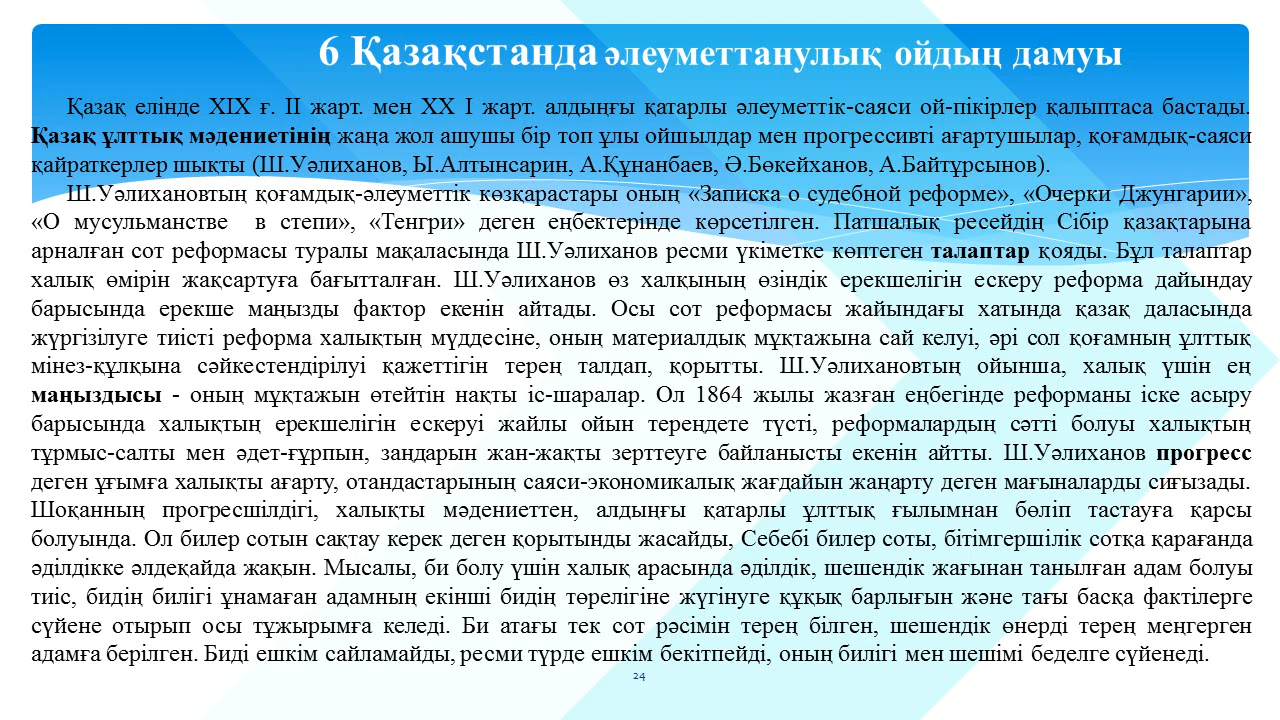 6 Қазақстанда әлеуметтанулық ойдың дамуы
Қазақ елінде XIX ғ. II жарт. мен XX I жарт. алдыңғы қатарлы әлеуметтік-саяси ой-пікірлер қалыптаса бастады.
Қазақ ұлттық мәдениетінің жаңа жол ашушы бір топ ұлы ойшылдар мен прогрессивті ағартушылар, қоғамдық-саяси
қайраткерлер шықты (Ш.Уәлиханов, Ы.Алтынсарин, А.Құнанбаев, Ә.Бөкейханов, А.Байтұрсынов).
Ш.Уәлихановтың қоғамдық-әлеуметтік көзқарастары оның «Записка о судебной реформе», «Очерки Джунгарии»,
«О мусульманстве в степи», «Тенгри» деген еңбектерінде көрсетілген. Патшалық ресейдің Сібір қазақтарына
арналған сот реформасы туралы мақаласында Ш.Уәлиханов ресми үкіметке көптеген талаптар қояды. Бұл талаптар
халық өмірін жақсартуға бағытталған. Ш.Уәлиханов өз халқының өзіндік ерекшелігін ескеру реформа дайындау
барысында ерекше маңызды фактор екенін айтады. Осы сот реформасы жайындағы хатында қазақ даласында
жүргізілуге тиісті реформа халықтың мүддесіне, оның материалдық мұқтажына сай келуі, әрі сол қоғамның ұлттық
мінез-құлқына сәйкестендірілуі қажеттігін терең талдап, қорытты. Ш.Уәлихановтың ойынша, халық үшін ең
маңыздысы - оның мұқтажын өтейтін нақты іс-шаралар. Ол 1864 жылы жазған еңбегінде реформаны іске асыру
барысында халықтың ерекшелігін ескеруі жайлы ойын тереңдете түсті, реформалардың сәтті болуы халықтың
тұрмыс-салты мен әдет-ғұрпын, заңдарын жан-жақты зерттеуге байланысты екенін айтты. Ш.Уәлиханов прогресс
деген ұғымға халықты ағарту, отандастарының саяси-экономикалық жағдайын жаңарту деген мағыналарды сиғызады.
Шоқанның прогресшілдігі, халықты мәдениеттен, алдыңғы қатарлы ұлттық ғылымнан бөліп тастауға қарсы
болуында. Ол билер сотын сақтау керек деген қорытынды жасайды, Себебі билер соты, бітімгершілік сотқа қарағанда
әділдікке әлдеқайда жақын. Мысалы, би болу үшін халық арасында әділдік, шешендік жағынан танылған адам болуы
тиіс, бидің билігі ұнамаған адамның екінші бидің төрелігіне жүгінуге құқық барлығын және тағы басқа фактілерге
сүйене отырып осы тұжырымға келеді. Би атағы тек сот рәсімін терең білген, шешендік өнерді терең меңгерген
адамға берілген. Биді ешкім сайламайды, ресми түрде ешкім бекітпейді, оның билігі мен шешімі беделге сүйенеді.
24